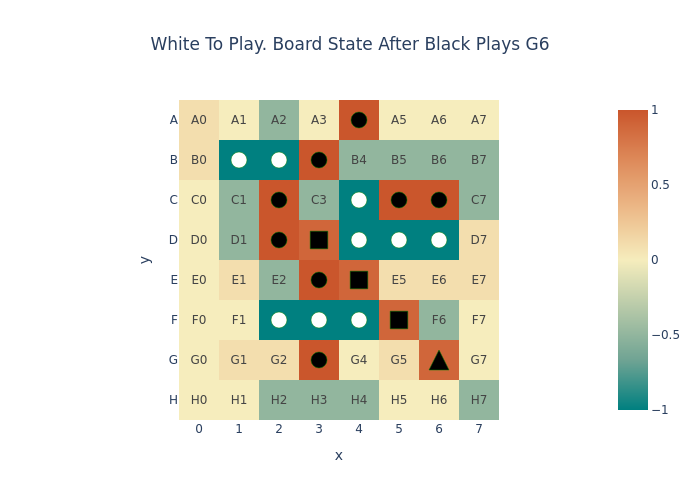 White To Play. Board State After Black Plays G6
A A0 A1 A2 A3 A5 A6 A7
B B0 B4 B5 B6 B7
C C0 C1 C3 C7
D D0 D1 D7
E E0 E1 E2 E5 E6 E7
F F0 F1 F6 F7
G G0 G1 G2 G4 G5 G7
H H0 H1 H2 H3 H4 H5 H6 H7
0 1 2 3 4 5 6 7
x
y
1
0.5
0
−0.5
−1